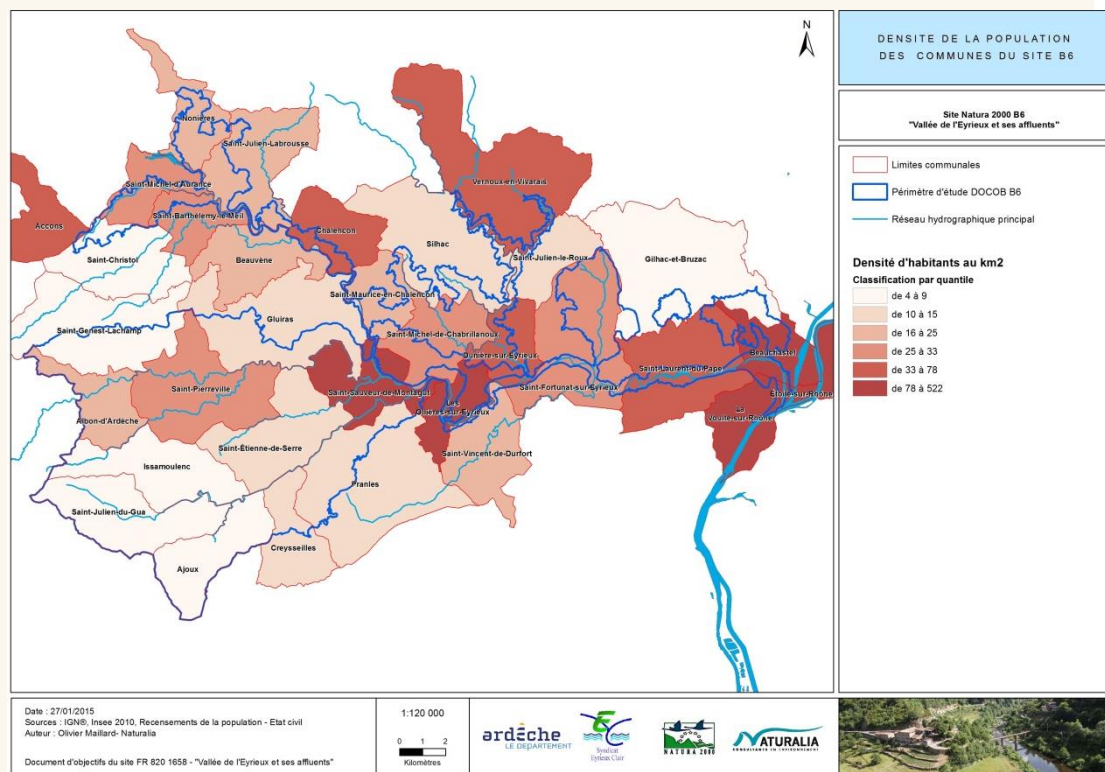 DENSITE DE LA POPULATION
DES COMMUNES DU SITE B6
Site Natura 2000 B6
"Vallée de l'Eyrieux et ses affluents"
Limites communales
Périmètre d'étude DOCOB B6
Réseau hydrographique principal
Densité d'habitants au km2
Classification par quantile
de 4 à 9
de 10 à 15
de 16 à 25
de 25 à 33
de 33 à 78
de 78 à 522
N
Nonières
Saint-Julien-Labrousse
Saint-Michel-d'Aurance
Vernoux-en-Vivarais
Saint-Barthélemy-le-Meil
Accons
Chalencon
Silhac
Saint-Julien-le-Roux
Gilhac-et-Bruzac
Saint-Christol
Beauvène
Saint-Maurice-en-Chalencon
Gluiras
Saint-Genest-Lachamp
Saint-Michel-de-Chabrillanoux
Dunière-sur-Eyrieux
Beauchastel
Saint-Laurent-du-Pape
Saint-Pierreville
Saint-Sauveur-de-Montagut
Saint-Fortunat-sur-Eyrieux
Étoile-sur-Rhône
Les
Ollières-sur-Eyrieux
La
Voulte-sur-Rhône
Albon-d'Ardèche
Saint-Étienne-de-Serre
Saint-Vincent-de-Durfort
Issamoulenc
Pranles
Saint-Julien-du-Gua
Creysseilles
Ajoux
Date : 27/01/2015
Sources : IGN®, Insee 2010, Recensements de la population - Etat civil
Auteur : Olivier Maillard- Naturalia
Document d'objectifs du site FR 820 1658 - "Vallée de l'Eyrieux et ses affluents"
1:120 000
0 1 2
Kilomètres
ardèche
LE DEPARTEMENT
Syndicat
Eyrieux Clair
NATURA 2000
NATURALIA
CONSULTANTS EN ENVIRONNEMENT